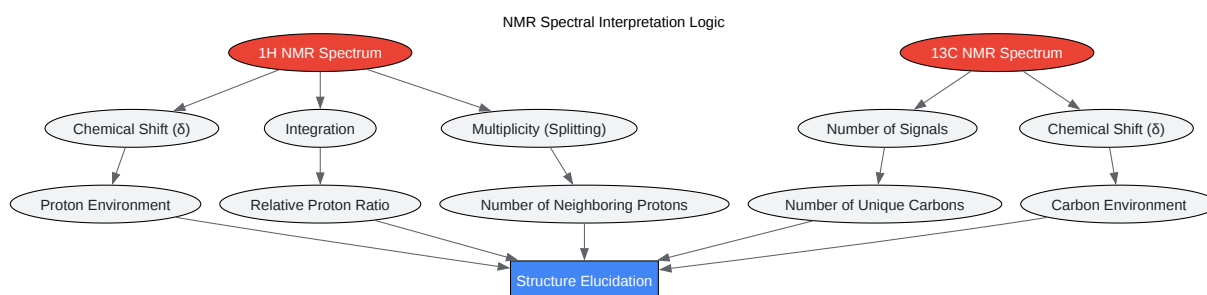 NMR Spectral Interpretation Logic
1H NMR Spectrum
13C NMR Spectrum
Chemical Shift (δ)
Integration
Multiplicity (Splitting)
Number of Signals
Chemical Shift (δ)
Proton Environment
Relative Proton Ratio
Number of Neighboring Protons
Number of Unique Carbons
Carbon Environment
Structure Elucidation